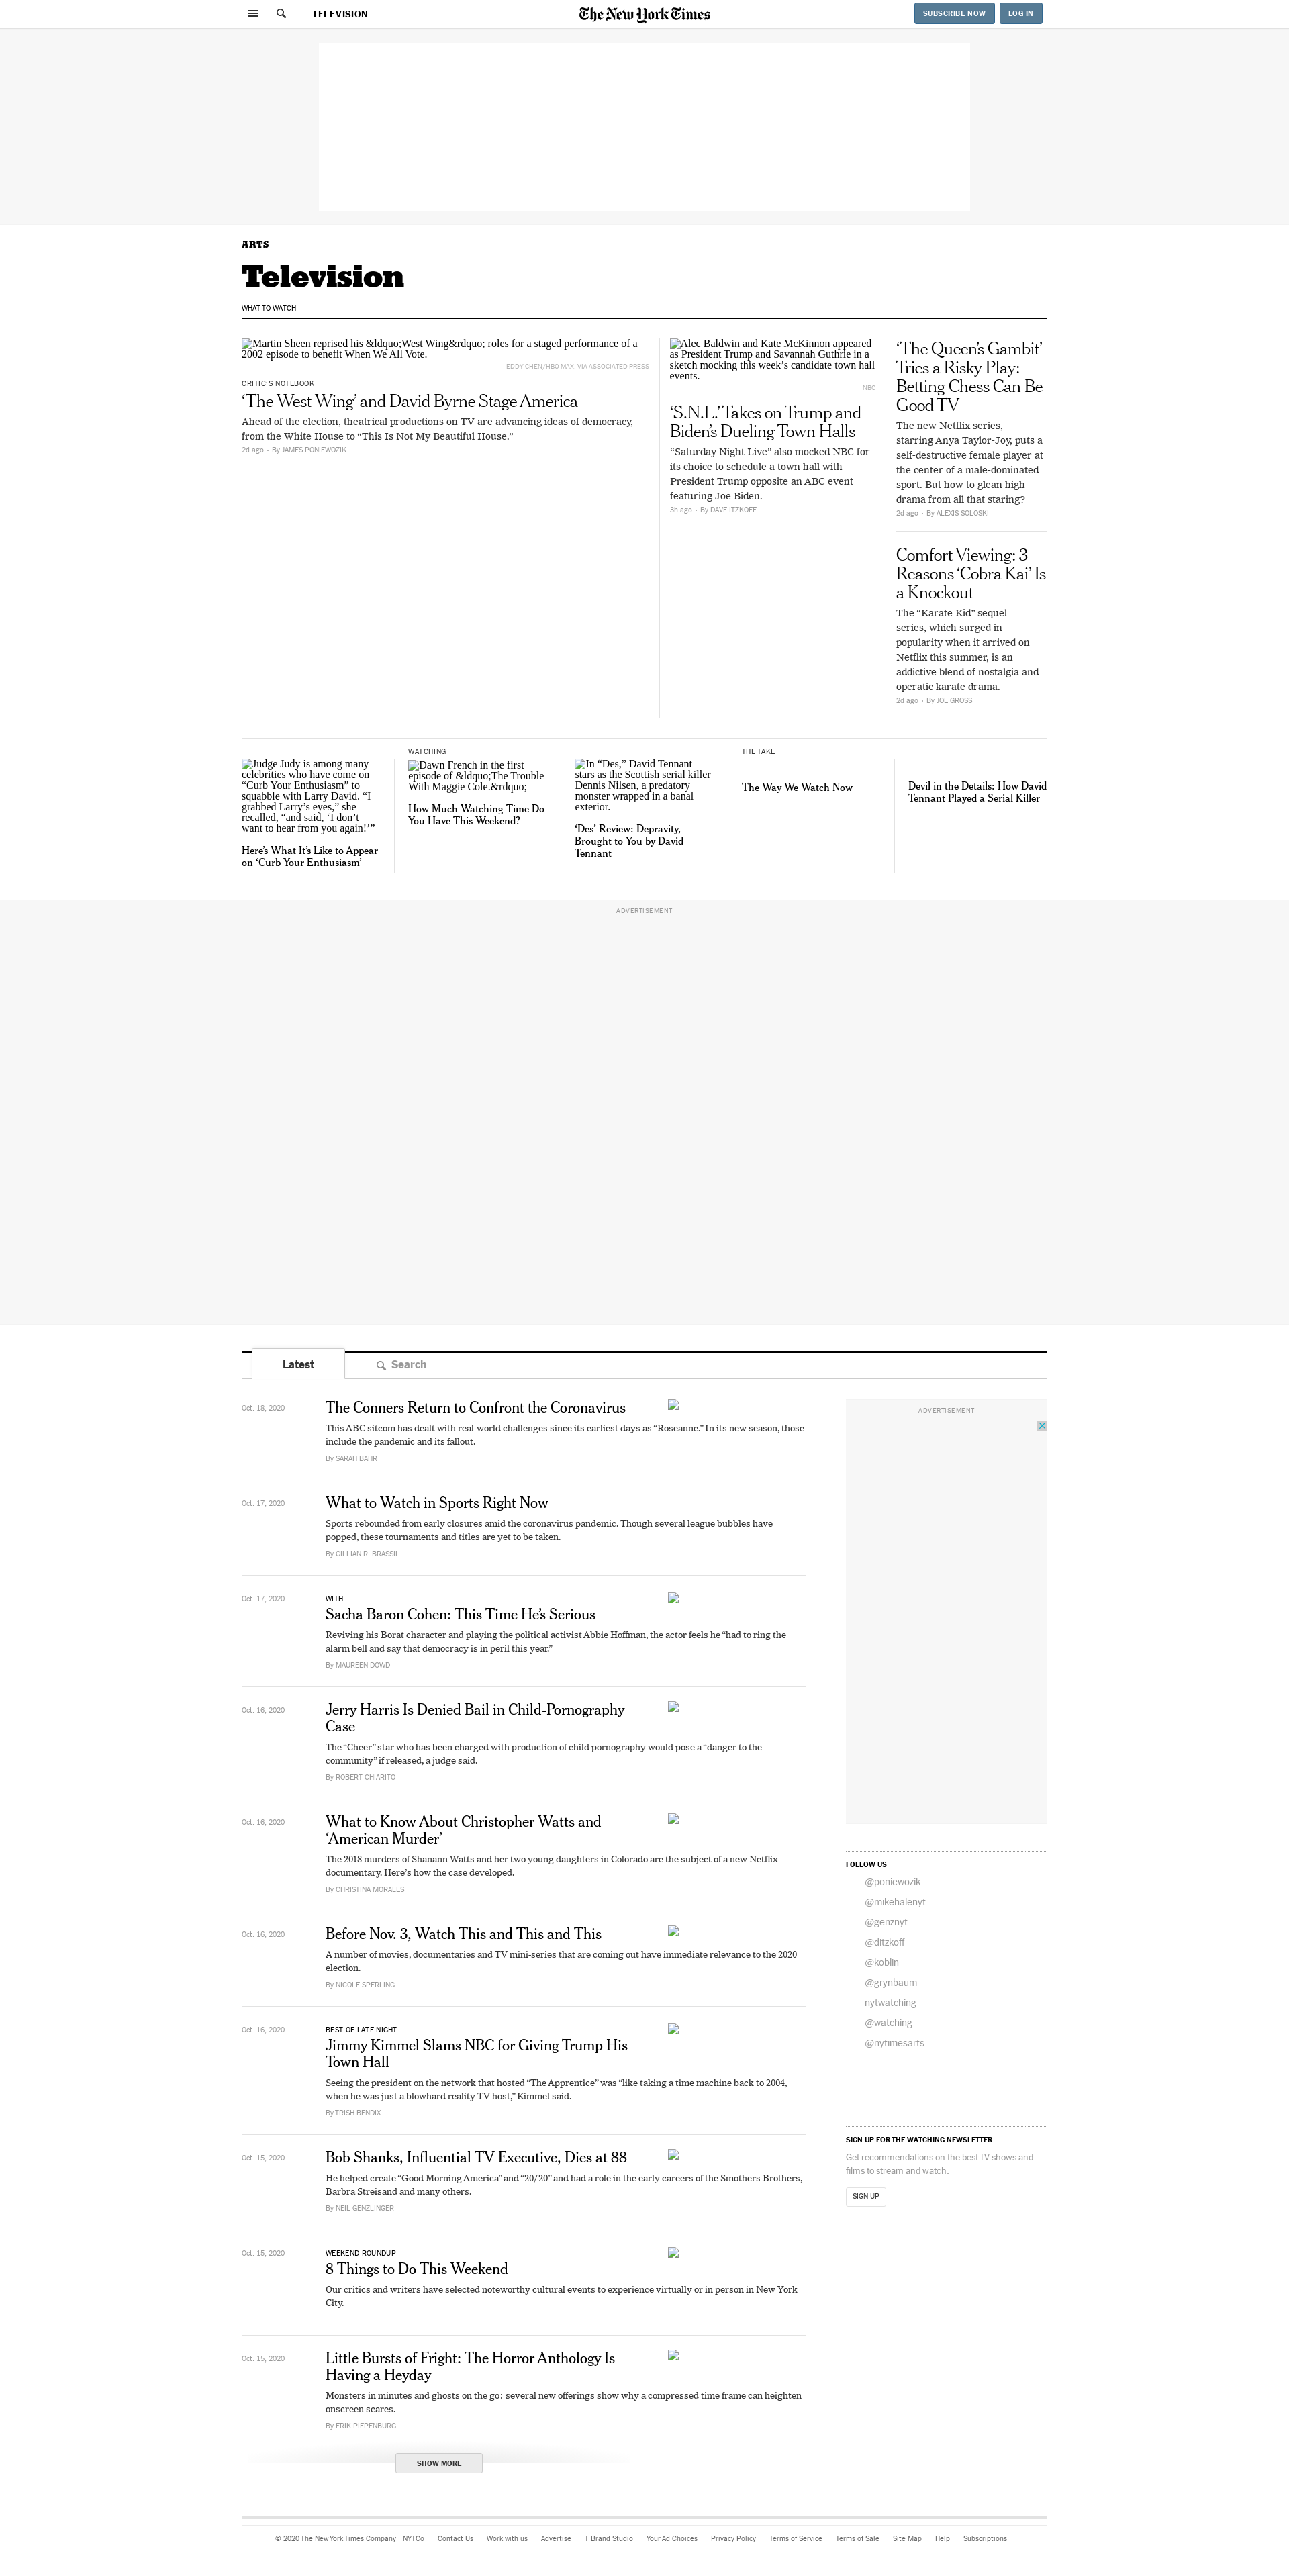 TELEVISION
The New York Times
SUBSCRIBE NOW
LOG IN
ARTS
Television
WHAT TO WATCH
Martin Sheen reprised his &ldquo;West Wing&rdquo; roles for a staged performance of a
2002 episode to benefit When We All Vote.
EDDY CHEN/HBO MAX, VIA ASSOCIATED PRESS
CRITIC'S NOTEBOOK
‘The West Wing’ and David Byrne Stage America
Ahead of the election, theatrical productions on TV are advancing ideas of democracy,
from the White House to “This Is Not My Beautiful House.”
2d ago • By JAMES PONIEWOZIK
Alec Baldwin and Kate McKinnon appeared
as President Trump and Savannah Guthrie in a
sketch mocking this week’s candidate town hall
events.
NBC
‘S.N.L.’ Takes on Trump and
Biden’s Dueling Town Halls
“Saturday Night Live” also mocked NBC for
its choice to schedule a town hall with
President Trump opposite an ABC event
featuring Joe Biden.
3h ago • By DAVE ITZKOFF
‘The Queen’s Gambit’
Tries a Risky Play:
Betting Chess Can Be
Good TV
The new Netflix series,
starring Anya Taylor-Joy, puts a
self-destructive female player at
the center of a male-dominated
sport. But how to glean high
drama from all that staring?
2d ago • By ALEXIS SOLOSKI
Comfort Viewing: 3
Reasons ‘Cobra Kai’ Is
a Knockout
The “Karate Kid” sequel
series, which surged in
popularity when it arrived on
Netflix this summer, is an
addictive blend of nostalgia and
operatic karate drama.
2d ago • By JOE GROSS
Judge Judy is among many
celebrities who have come on
“Curb Your Enthusiasm” to
squabble with Larry David. “I
grabbed Larry’s eyes,” she
recalled, “and said, ‘I don’t
want to hear from you again!’”
Here’s What It’s Like to Appear
on ‘Curb Your Enthusiasm’
WATCHING
Dawn French in the first
episode of &ldquo;The Trouble
With Maggie Cole.&rdquo;
How Much Watching Time Do
You Have This Weekend?
In “Des,” David Tennant
stars as the Scottish serial killer
Dennis Nilsen, a predatory
monster wrapped in a banal
exterior.
‘Des’ Review: Depravity,
Brought to You by David
Tennant
THE TAKE
The Way We Watch Now
Devil in the Details: How David
Tennant Played a Serial Killer
ADVERTISEMENT
Latest
Search
Oct. 18, 2020
The Conners Return to Confront the Coronavirus
This ABC sitcom has dealt with real-world challenges since its earliest days as “Roseanne.” In its new season, those
include the pandemic and its fallout.
By SARAH BAHR
Oct. 17, 2020
What to Watch in Sports Right Now
Sports rebounded from early closures amid the coronavirus pandemic. Though several league bubbles have
popped, these tournaments and titles are yet to be taken.
By GILLIAN R. BRASSIL
Oct. 17, 2020
WITH ...
Sacha Baron Cohen: This Time He’s Serious
Reviving his Borat character and playing the political activist Abbie Hoffman, the actor feels he “had to ring the
alarm bell and say that democracy is in peril this year.”
By MAUREEN DOWD
Oct. 16, 2020
Jerry Harris Is Denied Bail in Child-Pornography
Case
The “Cheer” star who has been charged with production of child pornography would pose a “danger to the
community” if released, a judge said.
By ROBERT CHIARITO
Oct. 16, 2020
What to Know About Christopher Watts and
‘American Murder’
The 2018 murders of Shanann Watts and her two young daughters in Colorado are the subject of a new Netflix
documentary. Here’s how the case developed.
By CHRISTINA MORALES
Oct. 16, 2020
Before Nov. 3, Watch This and This and This
A number of movies, documentaries and TV mini-series that are coming out have immediate relevance to the 2020
election.
By NICOLE SPERLING
Oct. 16, 2020
BEST OF LATE NIGHT
Jimmy Kimmel Slams NBC for Giving Trump His
Town Hall
Seeing the president on the network that hosted “The Apprentice” was “like taking a time machine back to 2004,
when he was just a blowhard reality TV host,” Kimmel said.
By TRISH BENDIX
Oct. 15, 2020
Bob Shanks, Influential TV Executive, Dies at 88
He helped create “Good Morning America” and “20/20” and had a role in the early careers of the Smothers Brothers,
Barbra Streisand and many others.
By NEIL GENZLINGER
Oct. 15, 2020
WEEKEND ROUNDUP
8 Things to Do This Weekend
Our critics and writers have selected noteworthy cultural events to experience virtually or in person in New York
City.
Oct. 15, 2020
Little Bursts of Fright: The Horror Anthology Is
Having a Heyday
Monsters in minutes and ghosts on the go: several new offerings show why a compressed time frame can heighten
onscreen scares.
By ERIK PIEPENBURG
SHOW MORE
ADVERTISEMENT
FOLLOW US
@poniewozik
@mikehalenyt
@genznyt
@ditzkoff
@koblin
@grynbaum
nytwatching
@watching
@nytimesarts
SIGN UP FOR THE WATCHING NEWSLETTER
Get recommendations on the best TV shows and
films to stream and watch.
SIGN UP
© 2020 The New York Times Company NYTCo Contact Us Work with us Advertise T Brand Studio Your Ad Choices Privacy Policy Terms of Service Terms of Sale Site Map Help Subscriptions